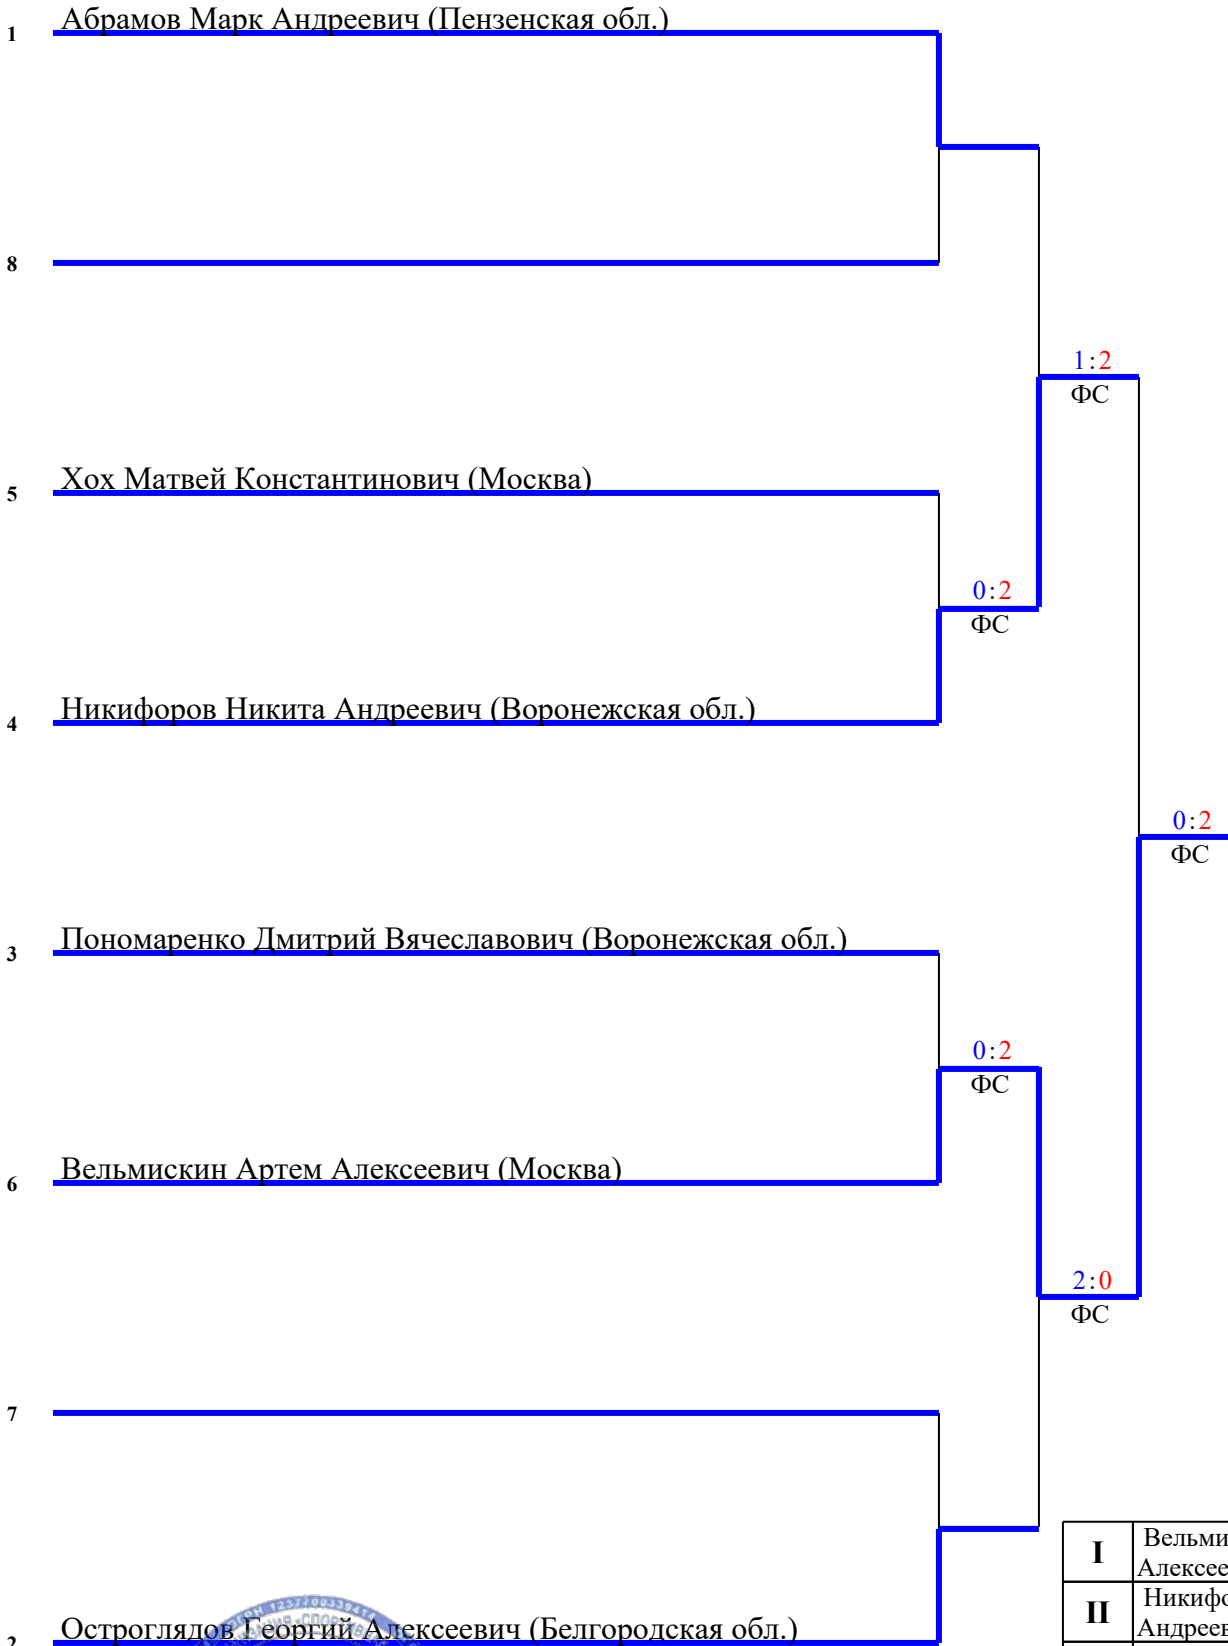 1 Абрамов Марк Андреевич (Пензенская обл.)
8
1:2
ФС
5 Хох Матвей Константинович (Москва)
0:2
ФС
4 Никифоров Никита Андреевич (Воронежская обл.)
0:2
ФС
3 Пономаренко Дмитрий Вячеславович (Воронежская обл.)
0:2
ФС
6 Вельмискин Артем Алексеевич (Москва)
2:0
ФС
7
I Вельми
Алексее
II Никифо
Андреев
2 Остроглядов Георгий Алексеевич (Белгородская обл.)